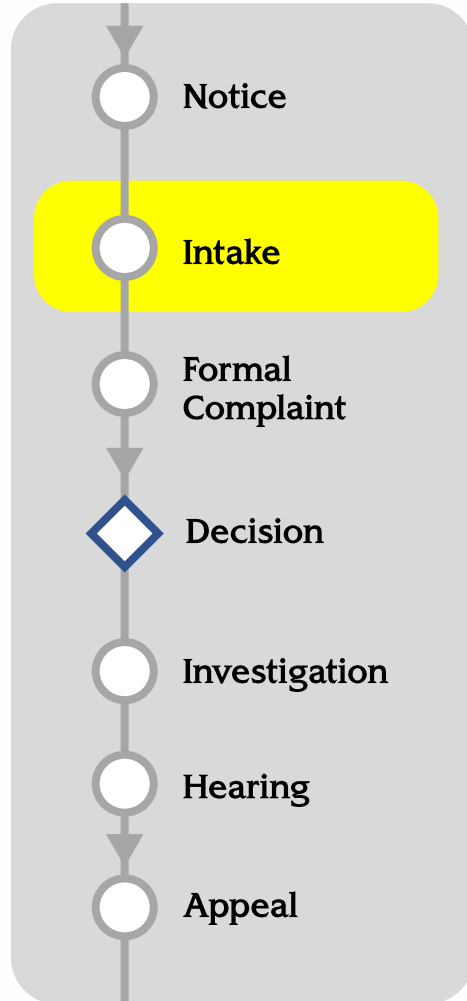 Notice
Intake
Formal
Complaint
Decision
Investigation
Hearing
Appeal